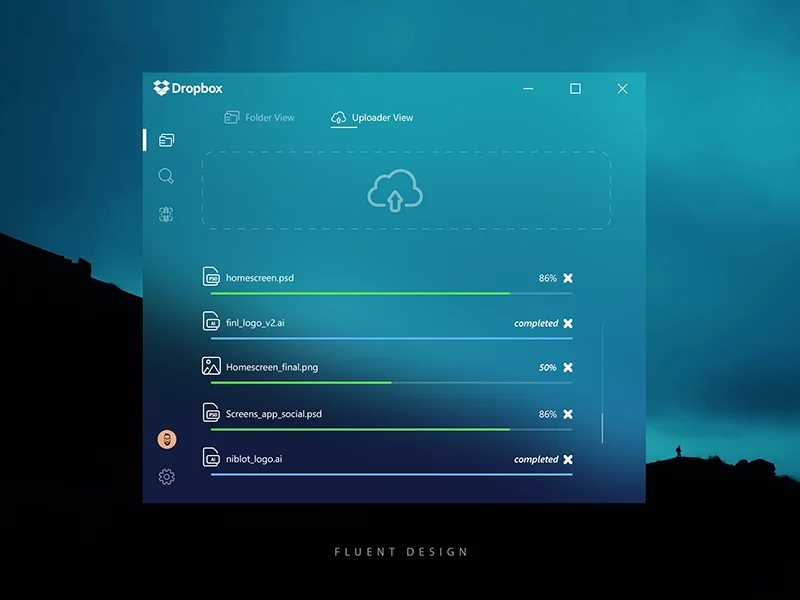 Dropbox
Folder View
Uploader View
PSD homescreen.psd 86%
AI finl_logo_v2.ai completed
Homescreen_final.png 50%
PSD Screens_app_social.psd 86%
AI niblot_logo.ai completed
FLUENT DESIGN